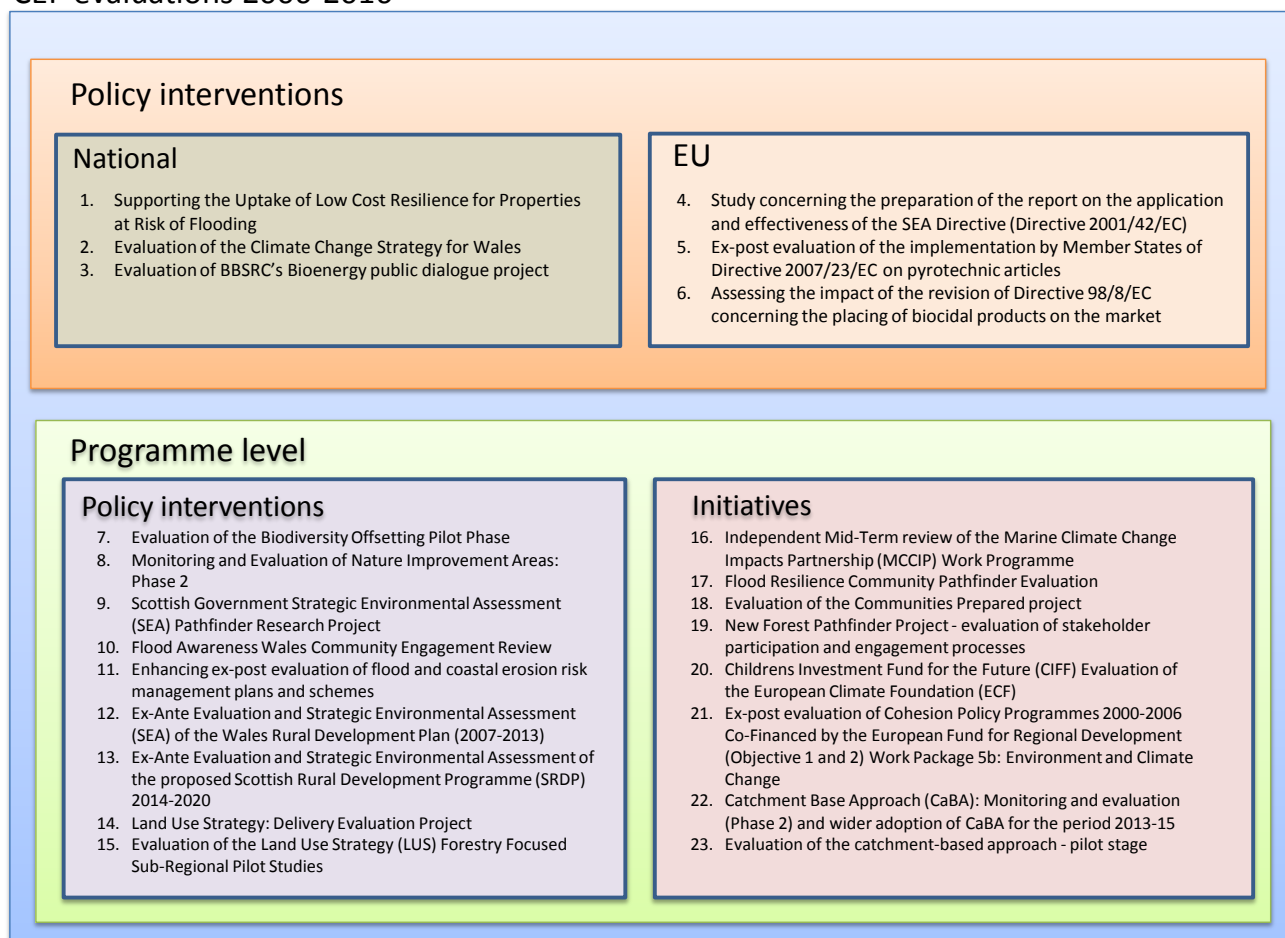 evaluations
Policy interventions
National
1. Supporting the Uptake of Low Cost Resilience for Properties
at Risk of Flooding
2. Evaluation of the Climate Change Strategy for Wales
3. Evaluation of BBSRC's Bioenergy public dialogue project
EU
4. Study concerning the preparation of the report on the application
and effectiveness of the SEA Directive (Directive 2001/42/EC)
5. Ex-post evaluation of the implementation by Member States of
Directive 2007/23/EC on pyrotechnic articles
6. Assessing the impact of the revision of Directive 98/8/EC
concerning the placing of biocidal products on the market
Programme level
Policy interventions
7. Evaluation of the Biodiversity Offsetting Pilot Phase
8. Monitoring and Evaluation of Nature Improvement Areas:
Phase 2
9. Scottish Government Strategic Environmental Assessment
(SEA) Pathfinder Research Project
10. Flood Awareness Wales Community Engagement Review
11. Enhancing ex-post evaluation of flood and coastal erosion risk
management plans and schemes
12. Ex-Ante Evaluation and Strategic Environmental Assessment
(SEA) of the Wales Rural Development Plan (2007-2013)
13. Ex-Ante Evaluation and Strategic Environmental Assessment of
the proposed Scottish Rural Development Programme (SRDP)
2014-2020
14. Land Use Strategy: Delivery Evaluation Project
15. Evaluation of the Land Use Strategy (LUS) Forestry Focused
Sub-Regional Pilot Studies
Initiatives
16. Independent Mid-Term review of the Marine Climate Change
Impacts Partnership (MCCIP) Work Programme
17. Flood Resilience Community Pathfinder Evaluation
18. Evaluation of the Communities Prepared project
19. New Forest Pathfinder Project - evaluation of stakeholder
participation and engagement processes
20. Childrens Investment Fund for the Future (CIFF) Evaluation of
the European Climate Foundation (ECF)
21. Ex-post evaluation of Cohesion Policy Programmes 2000-2006
Co-Financed by the European Fund for Regional Development
(Objective 1 and 2) Work Package 5b: Environment and Climate
Change
22. Catchment Base Approach (CaBA): Monitoring and evaluation
(Phase 2) and wider adoption of CaBA for the period 2013-15
23. Evaluation of the catchment-based approach - pilot stage